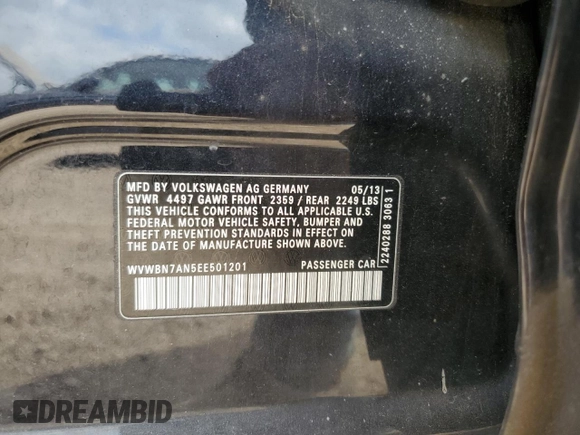 MFD BY VOLKSWAGEN AG GERMANY 05/13
GVWR 4497 GAWR FRONT 2359 / REAR 2249 LBS
THIS VEHICLE CONFORMS TO ALL APPLICABLE U.S.
FEDERAL MOTOR VEHICLE SAFETY, BUMPER AND
THEFT PREVENTION STANDARDS IN EFFECT ON THE
DATE OF MANUFACTURE SHOWN ABOVE.
WVWBN7AN5EE501201 PASSENGER CAR
2240288 3063 1
DREAMBID